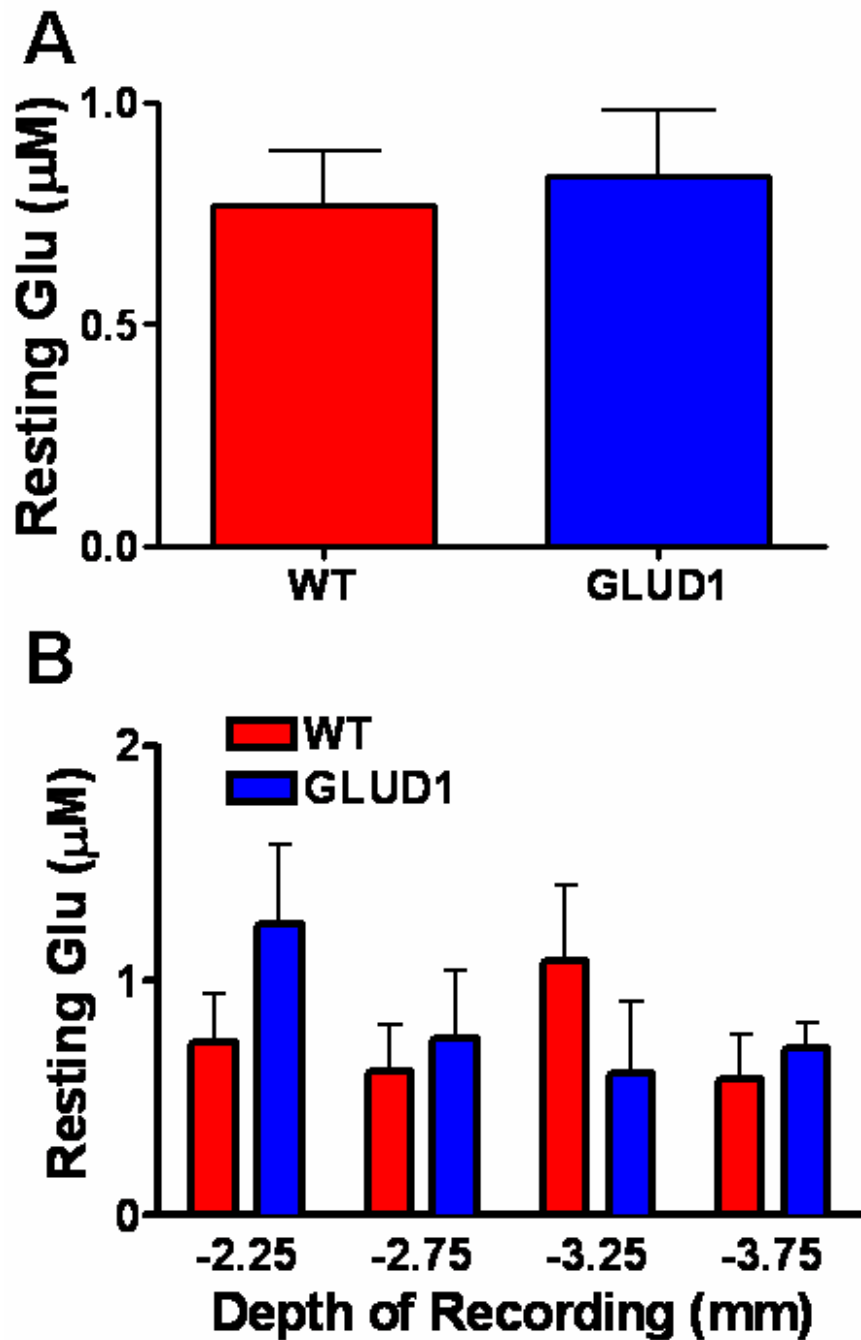 A
Resting Glu (μM)
1.0
0.5
0.0
WT
GLUD1
B
Resting Glu (μM)
WT
GLUD1
2
1
0
-2.25
-2.75
-3.25
-3.75
Depth of Recording (mm)